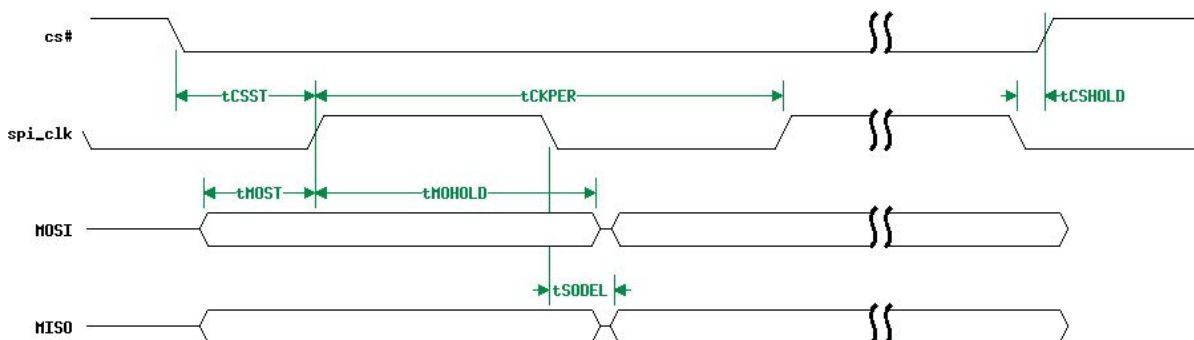 cs#
tCSST
tCKPER
tCSHOLD
spi_clk
tMOST
tMOHOLD
MOSI
tSODEL
MISO